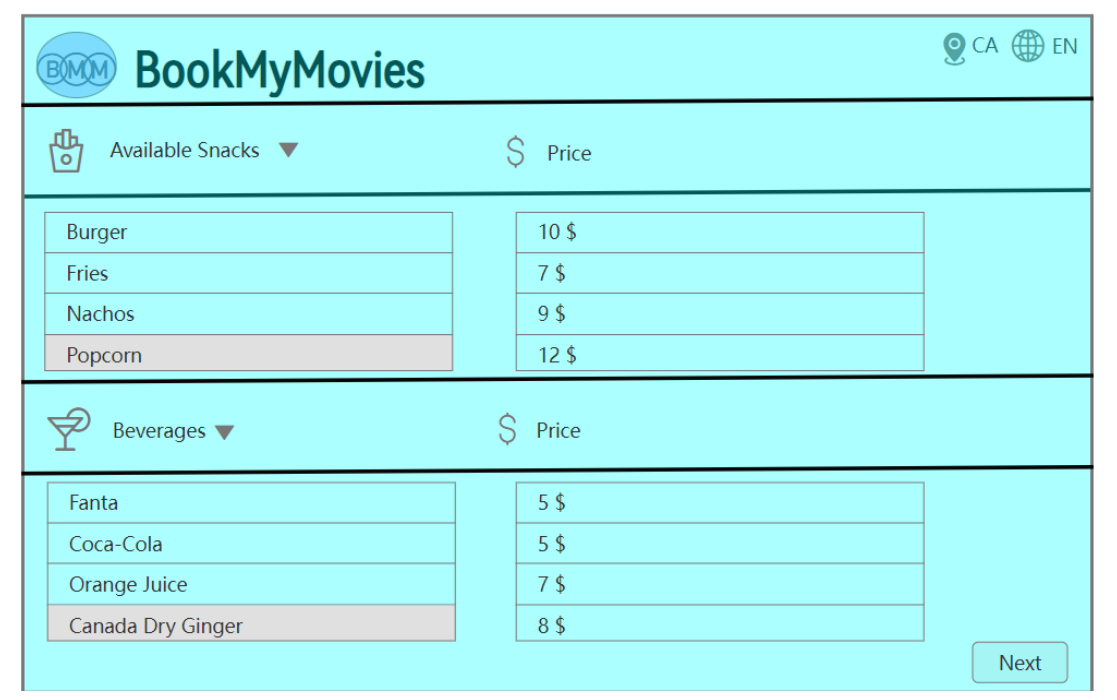 BMM BookMyMovies CA EN
Available Snacks $ Price
Burger 10 $
Fries 7 $
Nachos 9 $
Popcorn 12 $
Beverages $ Price
Fanta 5 $
Coca-Cola 5 $
Orange Juice 7 $
Canada Dry Ginger 8 $
Next